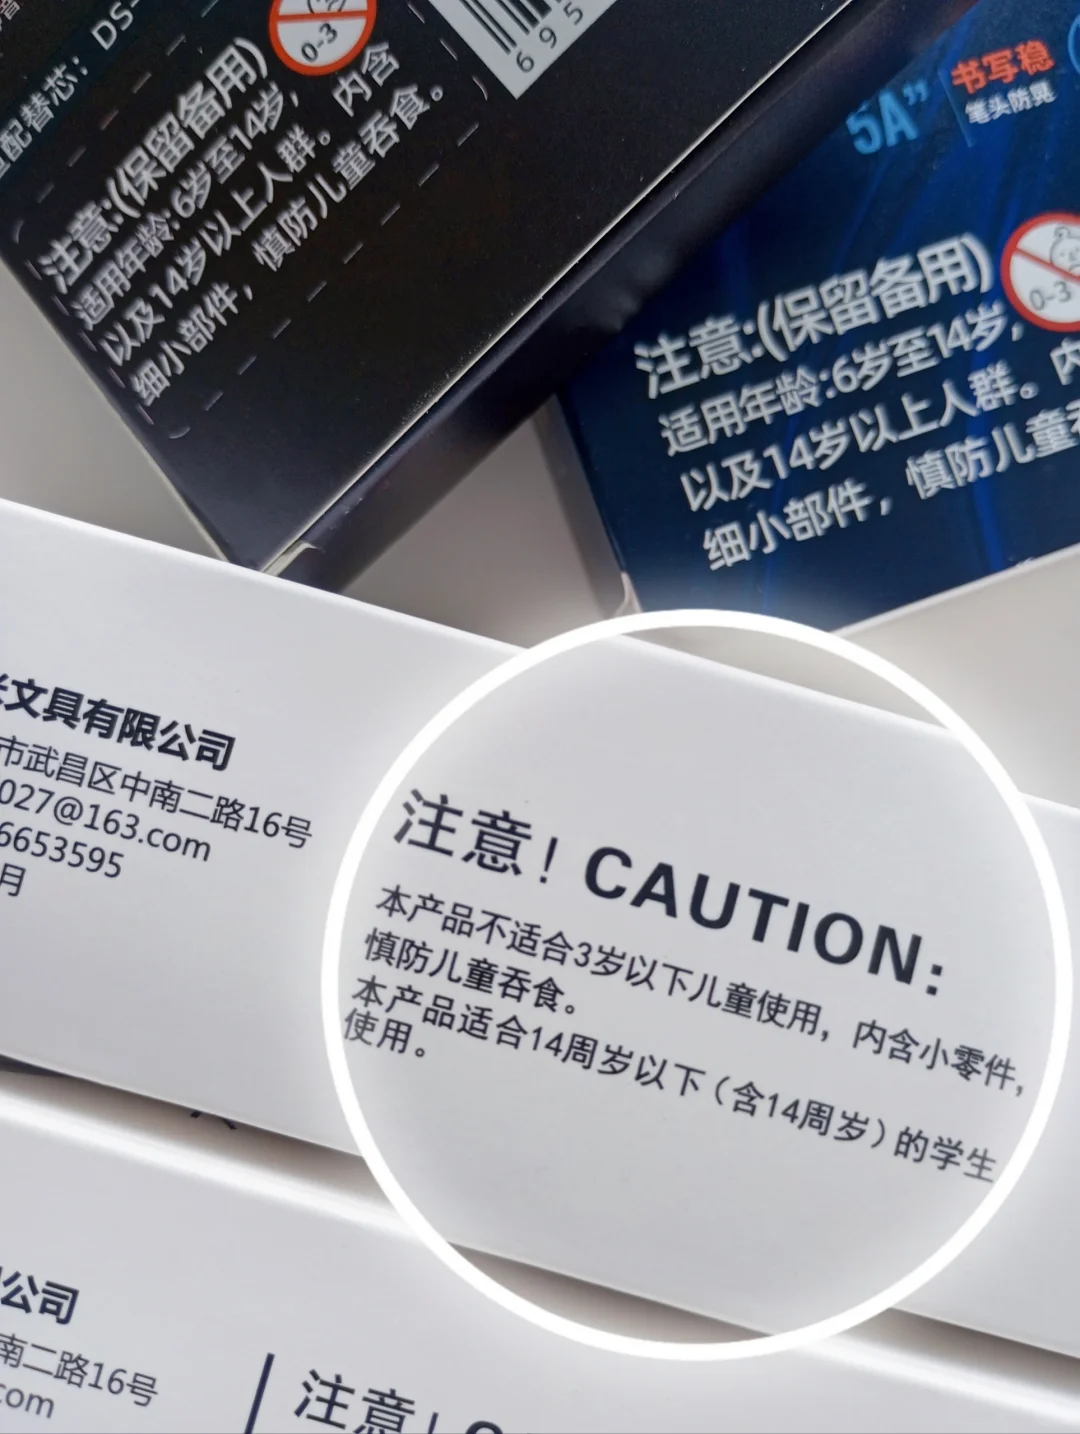 配替芯：DS-
0-3
695
注意:(保留备用)
适用年龄:6岁至14岁，
以及14岁以上人群。内含
细小部件，慎防儿童吞食。
5A”
书写稳
笔头防晃
0-3
注意:(保留备用)
适用年龄:6岁至14岁，
以及14岁以上人群。内
细小部件，慎防儿童
文具有限公司
市武昌区中南二路16号
027@163.com
6653595
月
注意！CAUTION:
本产品不适合3岁以下儿童使用，内含小零件，
慎防儿童吞食。
本产品适合14周岁以下（含14周岁）的学生
使用。
公司
南二路16号
com
注意！